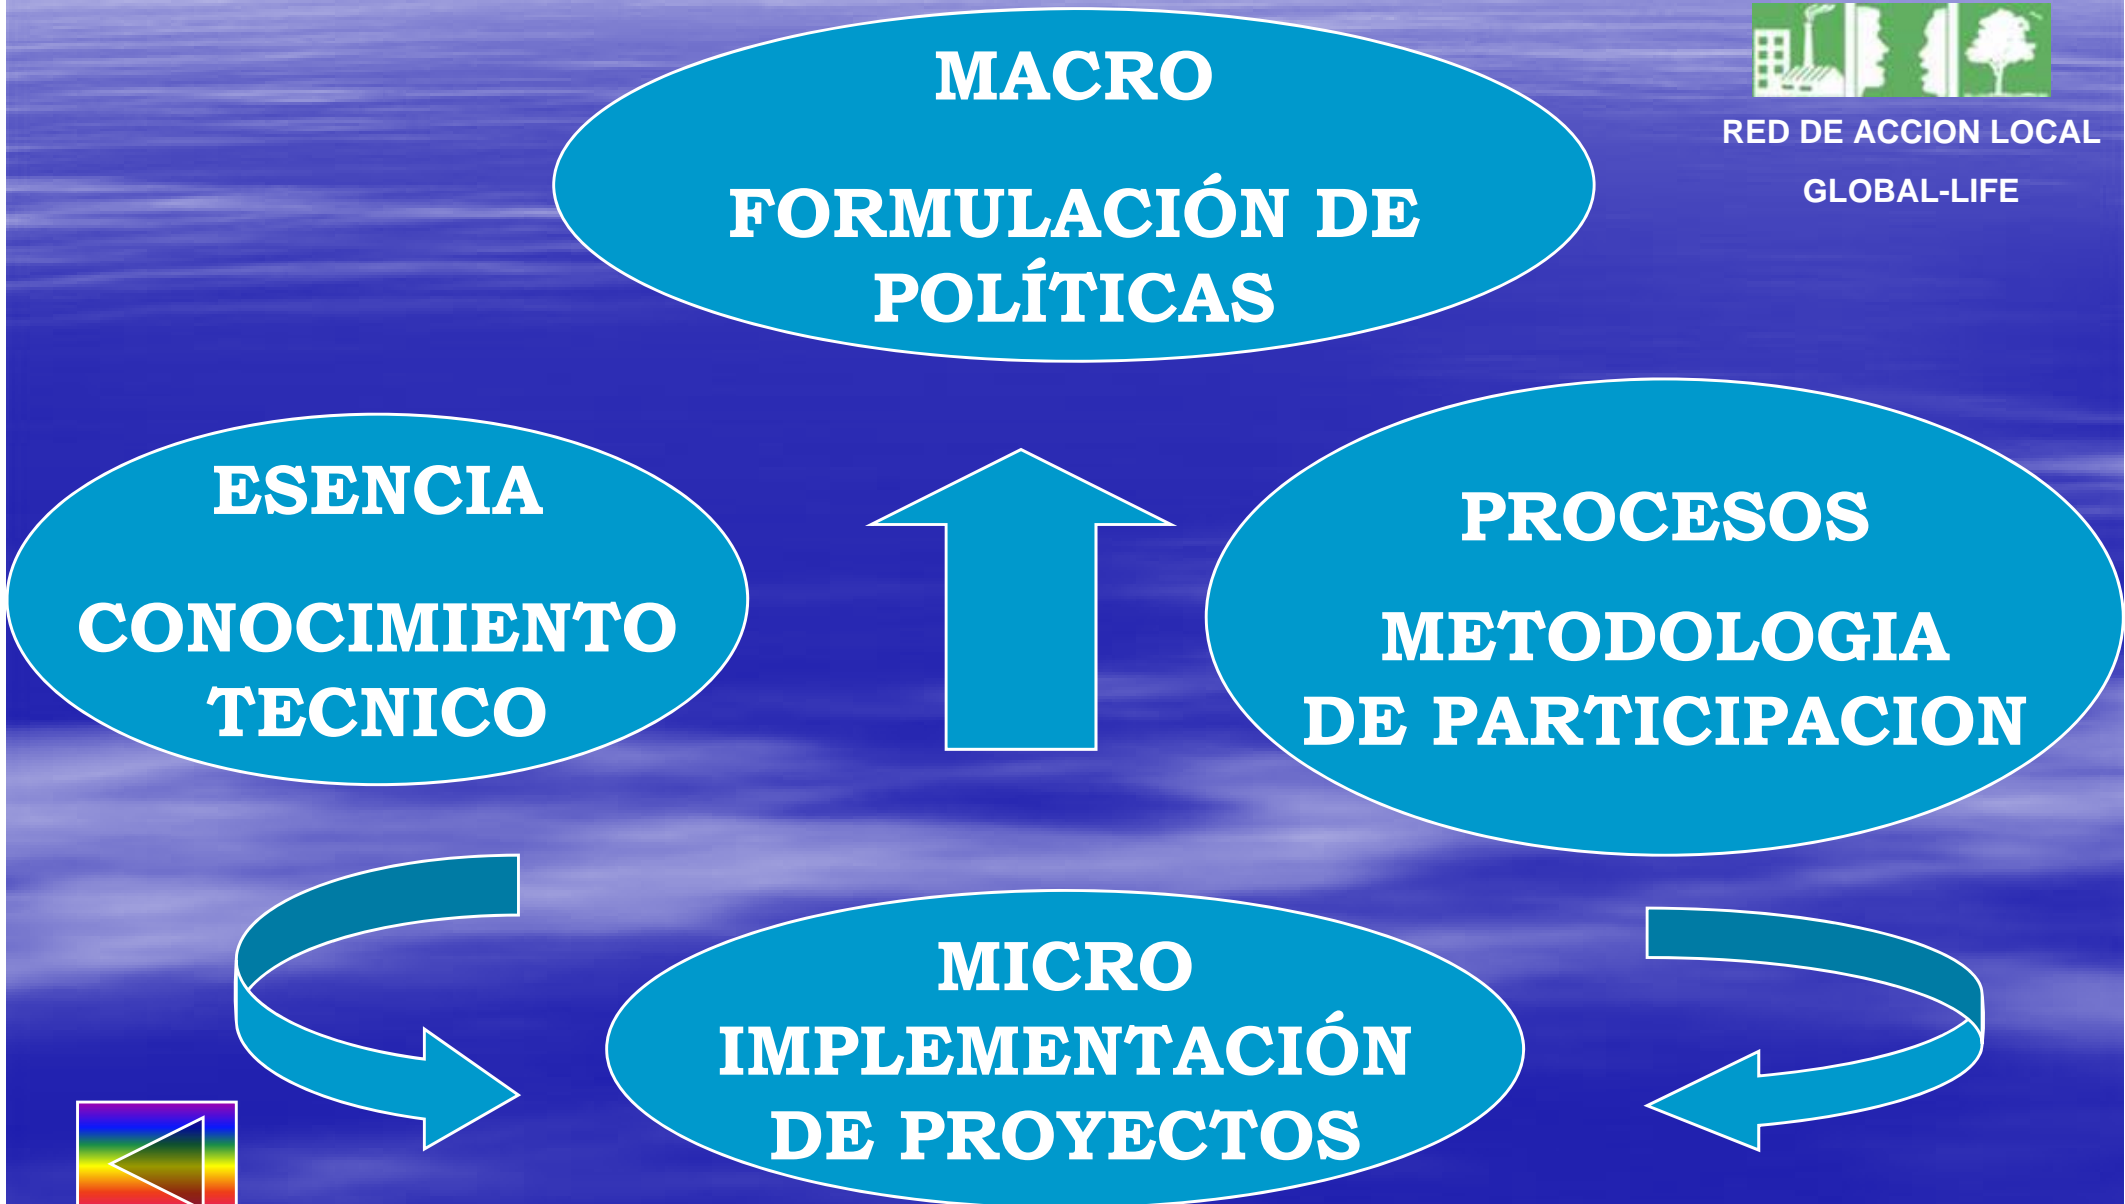 MACRO
FORMULACIÓN DE
POLÍTICAS
RED DE ACCION LOCAL
GLOBAL-LIFE
ESENCIA
CONOCIMIENTO
TECNICO
PROCESOS
METODOLOGIA
DE PARTICIPACION
MICRO
IMPLEMENTACIÓN
DE PROYECTOS